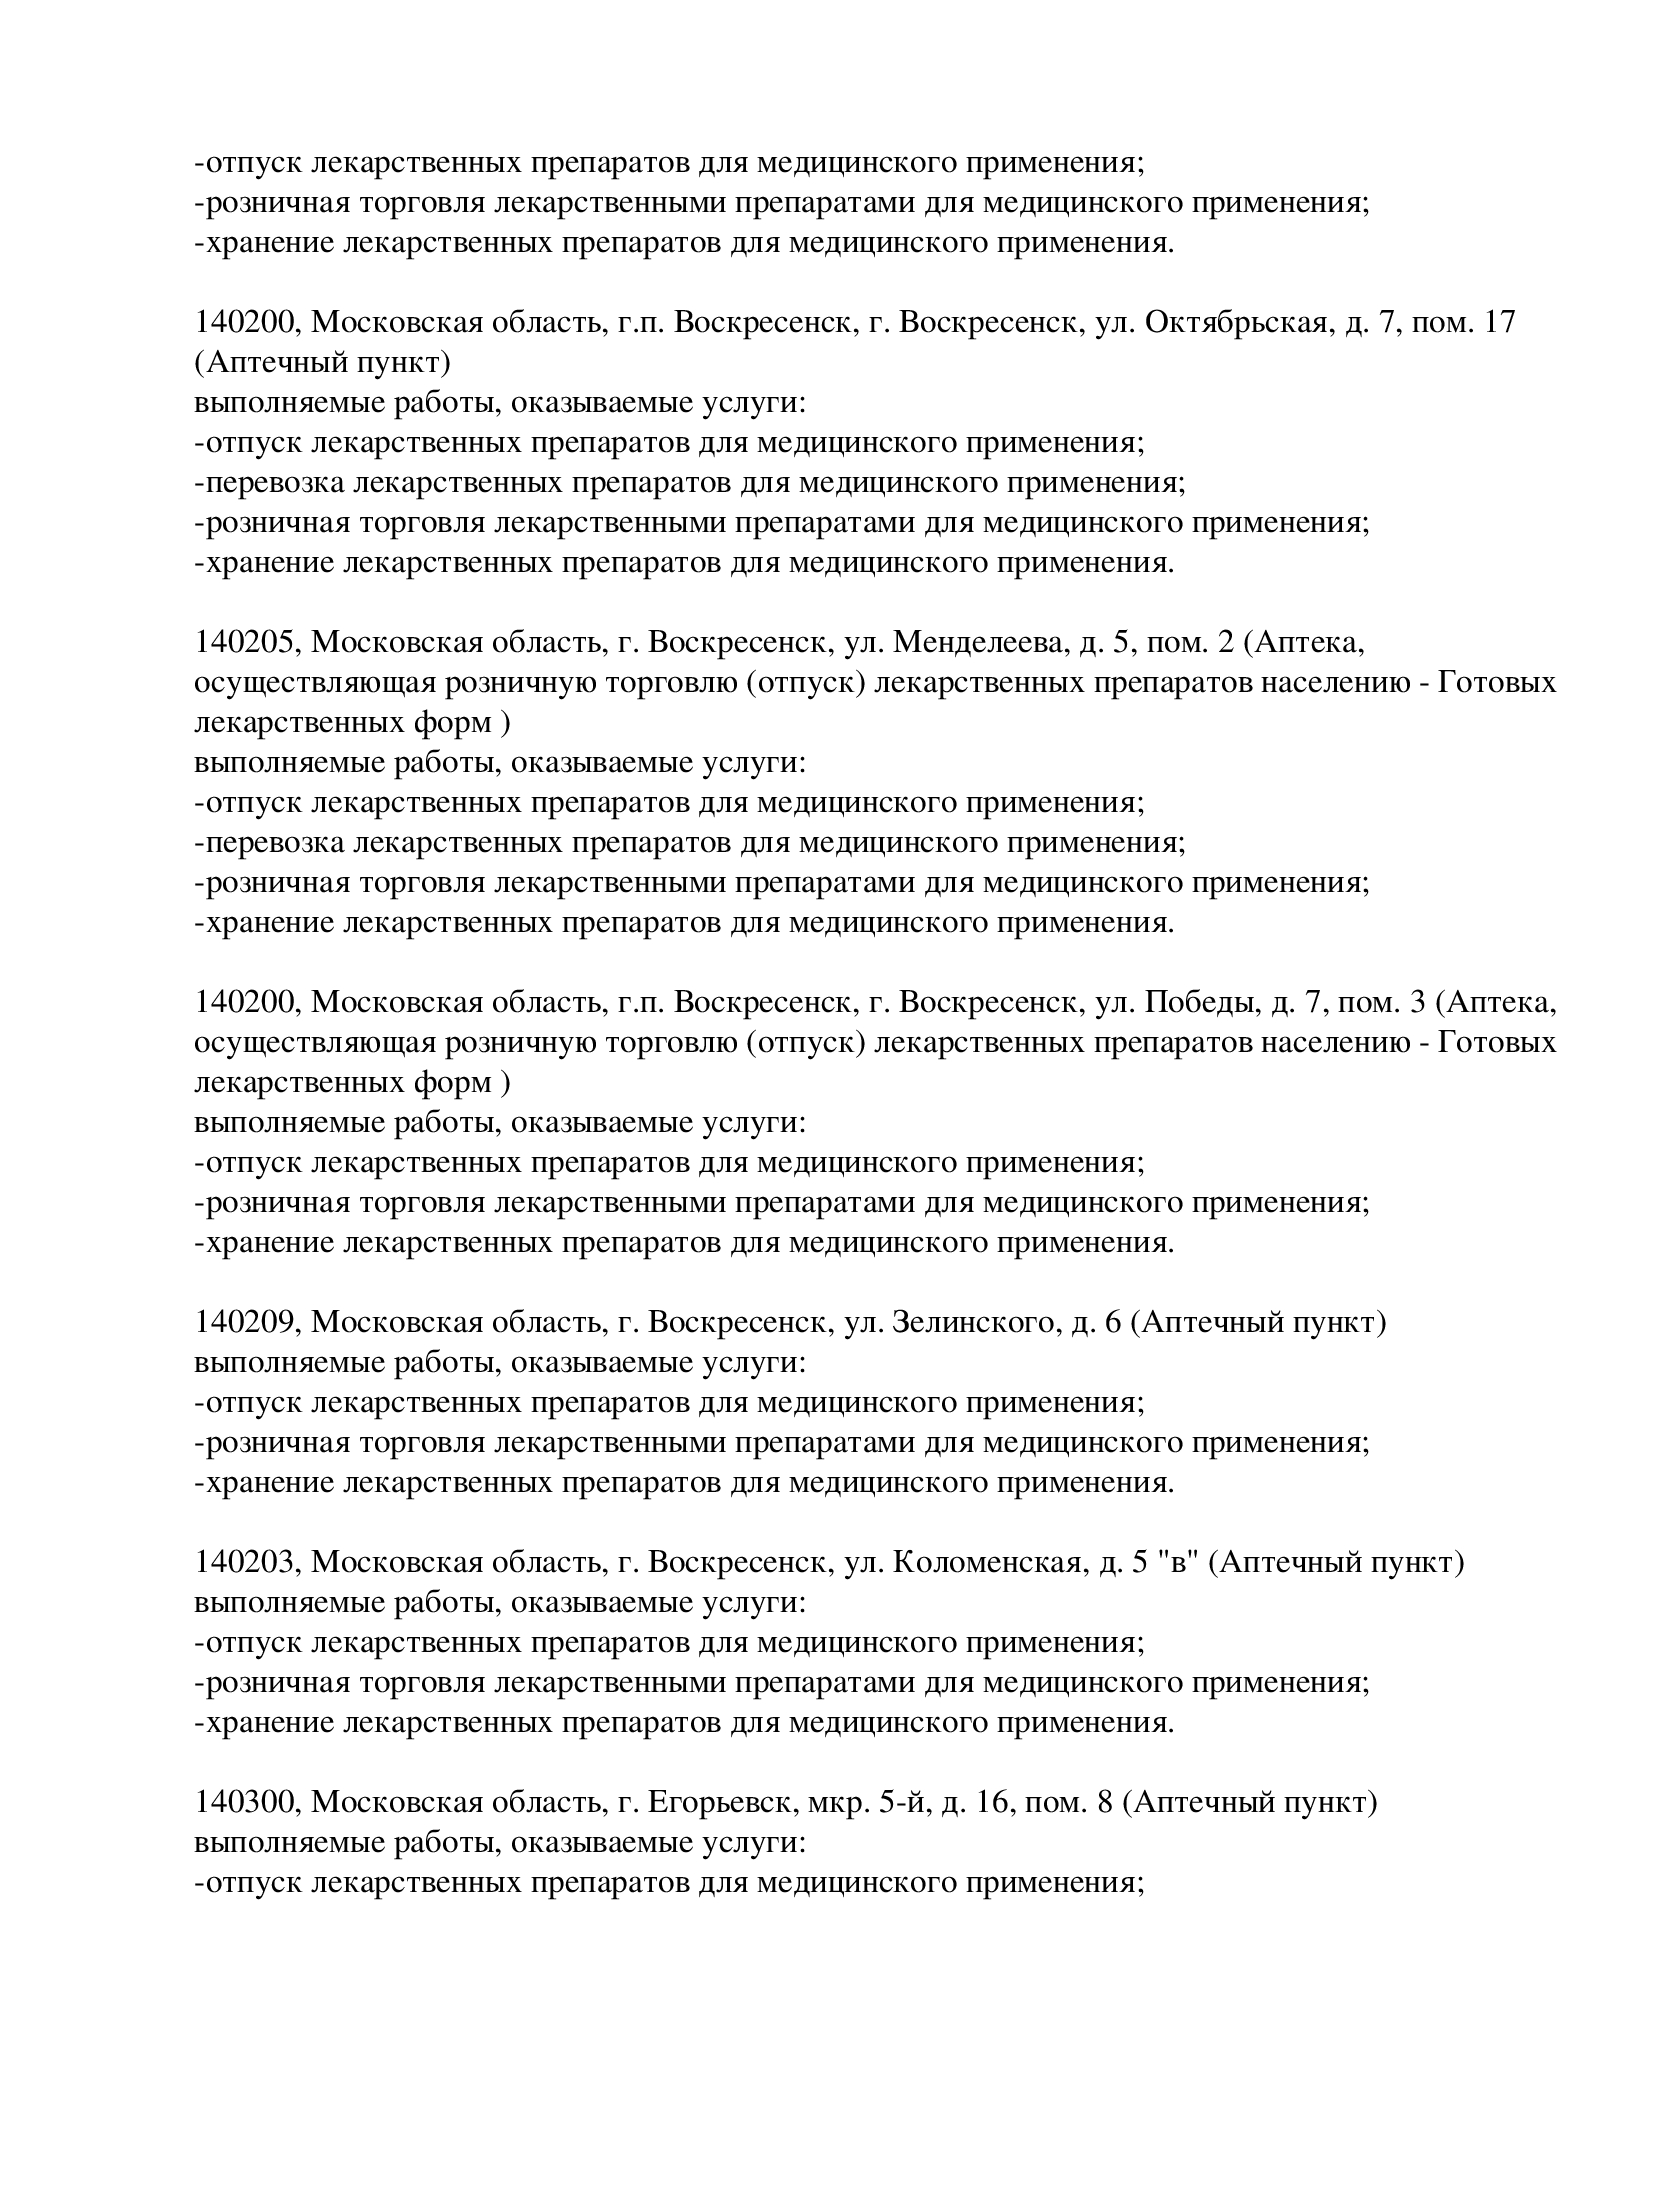 -отпуск лекарственных препаратов для медицинского применения;
-розничная торговля лекарственными препаратами для медицинского применения;
-хранение лекарственных препаратов для медицинского применения.
140200, Московская область, г.п. Воскресенск, г. Воскресенск, ул. Октябрьская, д. 7, пом. 17
(Аптечный пункт)
выполняемые работы, оказываемые услуги:
-отпуск лекарственных препаратов для медицинского применения;
-перевозка лекарственных препаратов для медицинского применения;
-розничная торговля лекарственными препаратами для медицинского применения;
-хранение лекарственных препаратов для медицинского применения.
140205, Московская область, г. Воскресенск, ул. Менделеева, д. 5, пом. 2 (Аптека,
осуществляющая розничную торговлю (отпуск) лекарственных препаратов населению - Готовых
лекарственных форм )
выполняемые работы, оказываемые услуги:
-отпуск лекарственных препаратов для медицинского применения;
-перевозка лекарственных препаратов для медицинского применения;
-розничная торговля лекарственными препаратами для медицинского применения;
-хранение лекарственных препаратов для медицинского применения.
140200, Московская область, г.п. Воскресенск, г. Воскресенск, ул. Победы, д. 7, пом. 3 (Аптека,
осуществляющая розничную торговлю (отпуск) лекарственных препаратов населению - Готовых
лекарственных форм )
выполняемые работы, оказываемые услуги:
-отпуск лекарственных препаратов для медицинского применения;
-розничная торговля лекарственными препаратами для медицинского применения;
-хранение лекарственных препаратов для медицинского применения.
140209, Московская область, г. Воскресенск, ул. Зелинского, д. 6 (Аптечный пункт)
выполняемые работы, оказываемые услуги:
-отпуск лекарственных препаратов для медицинского применения;
-розничная торговля лекарственными препаратами для медицинского применения;
-хранение лекарственных препаратов для медицинского применения.
140203, Московская область, г. Воскресенск, ул. Коломенская, д. 5 "в" (Аптечный пункт)
выполняемые работы, оказываемые услуги:
-отпуск лекарственных препаратов для медицинского применения;
-розничная торговля лекарственными препаратами для медицинского применения;
-хранение лекарственных препаратов для медицинского применения.
140300, Московская область, г. Егорьевск, мкр. 5-й, д. 16, пом. 8 (Аптечный пункт)
выполняемые работы, оказываемые услуги:
-отпуск лекарственных препаратов для медицинского применения;